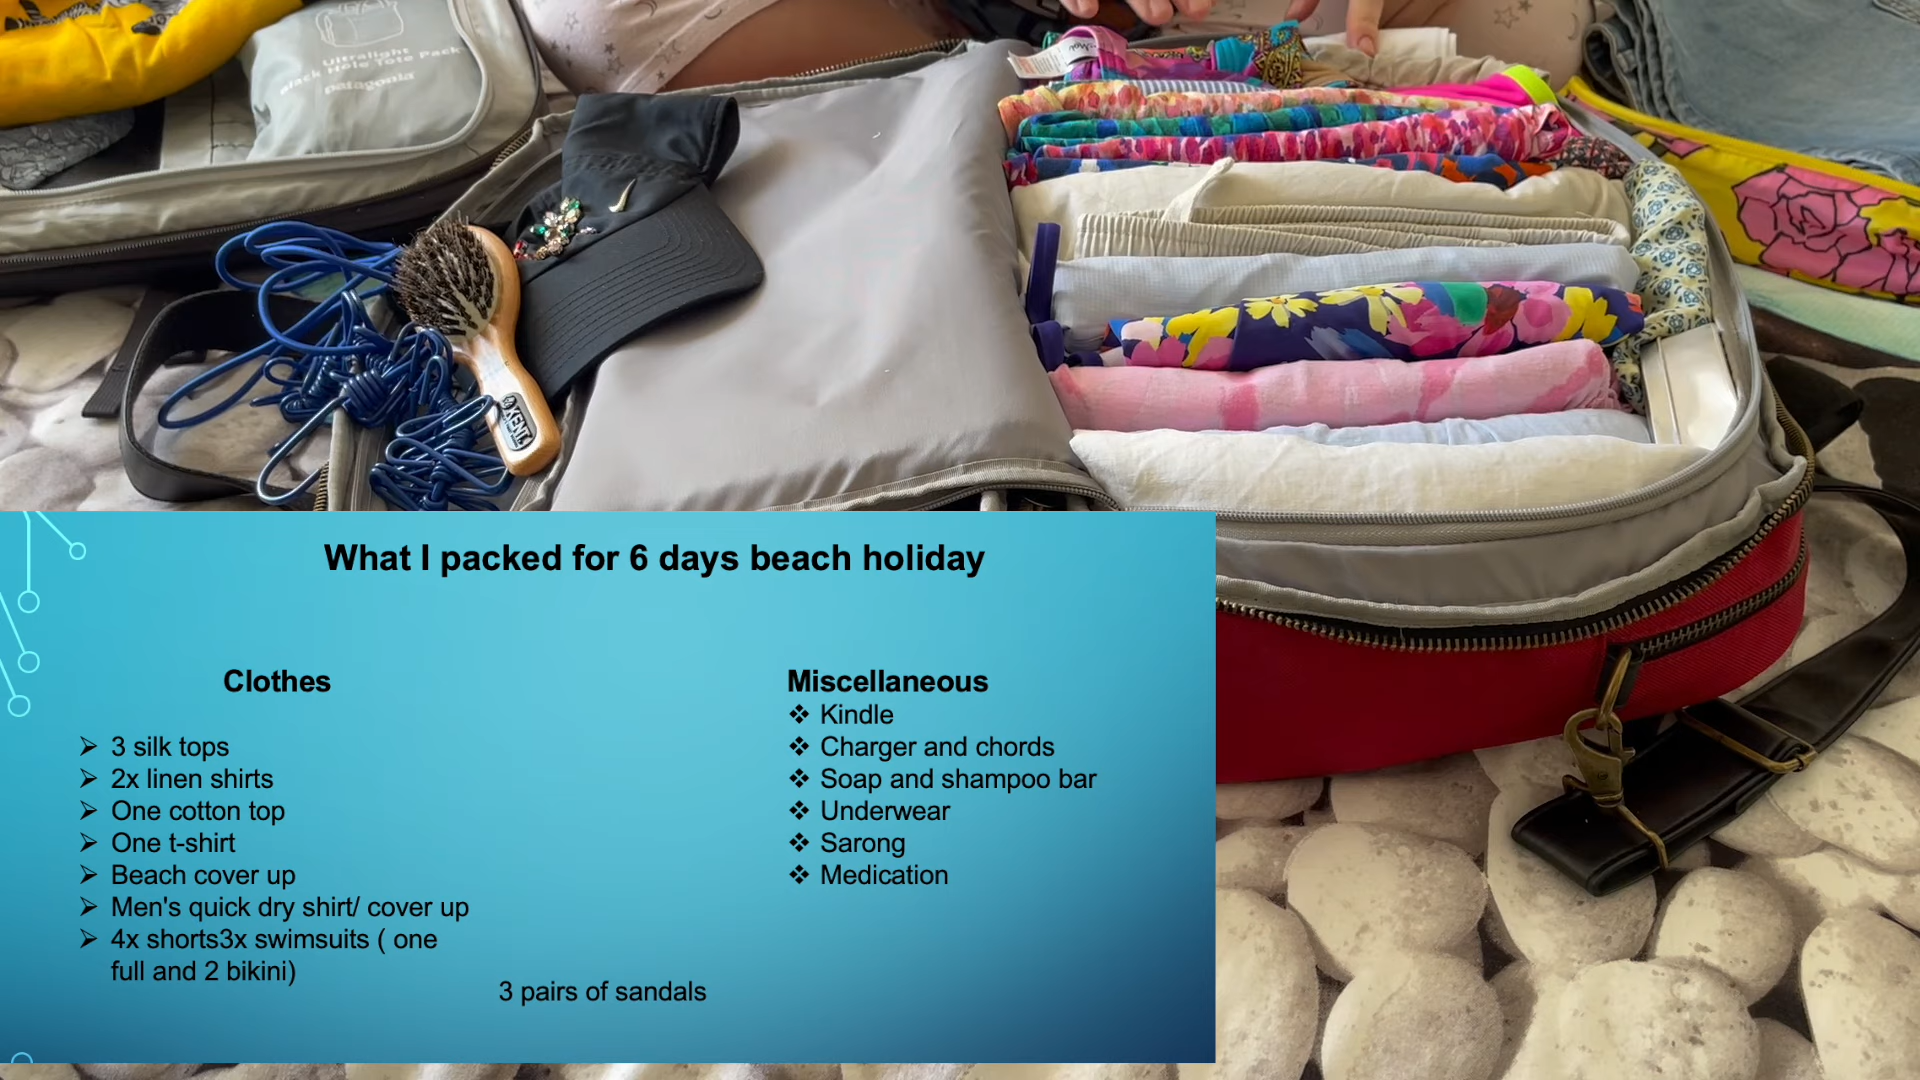 Ultralight
Black Hole Tote Pack
patagonia
KENT
What I packed for 6 days beach holiday
Clothes
3 silk tops
2x linen shirts
One cotton top
One t-shirt
Beach cover up
Men's quick dry shirt/ cover up
4x shorts3x swimsuits ( one
full and 2 bikini)
3 pairs of sandals
Miscellaneous
Kindle
Charger and chords
Soap and shampoo bar
Underwear
Sarong
Medication